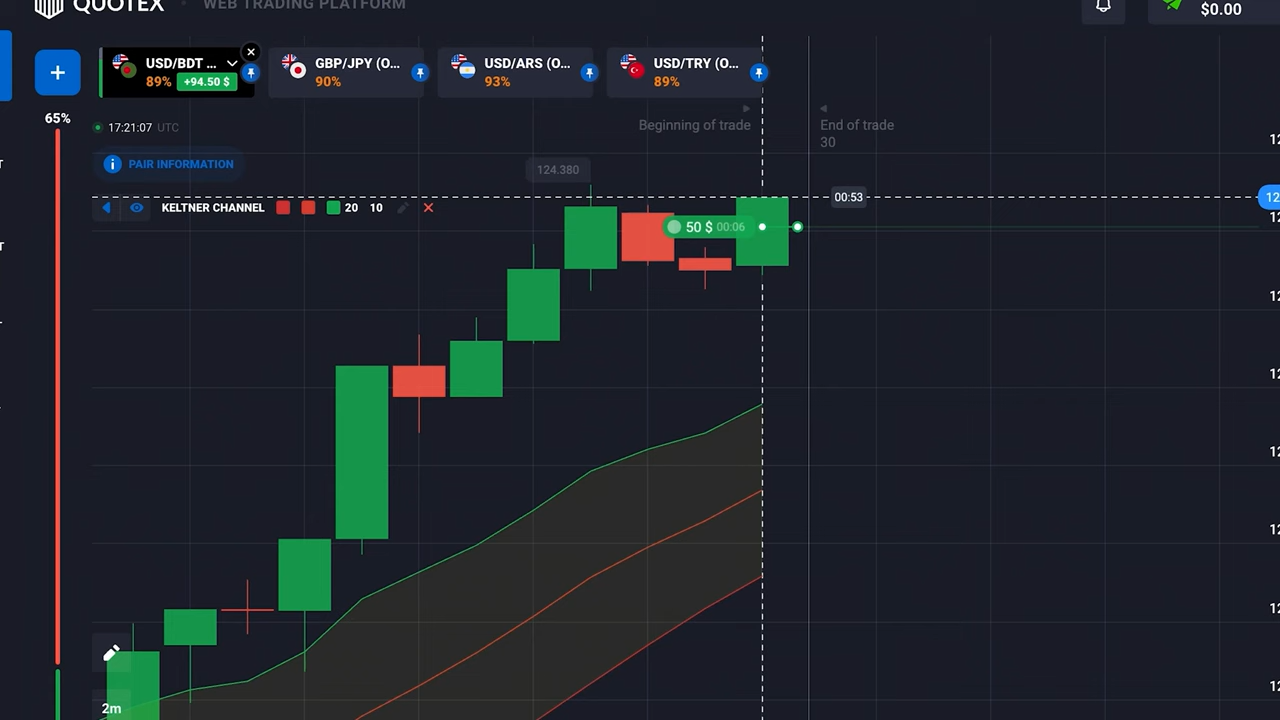 QUOTEX • WEB TRADING PLATFORM
$0.00
USD/BDT ...
89% +94.50 $
GBP/JPY (O...
90%
USD/ARS (O...
93%
USD/TRY (O...
89%
65%
17:21:07 UTC
Beginning of trade
End of trade
30
PAIR INFORMATION
124.380
KELTNER CHANNEL 20 10
00:53
50 $ 00:06
2m